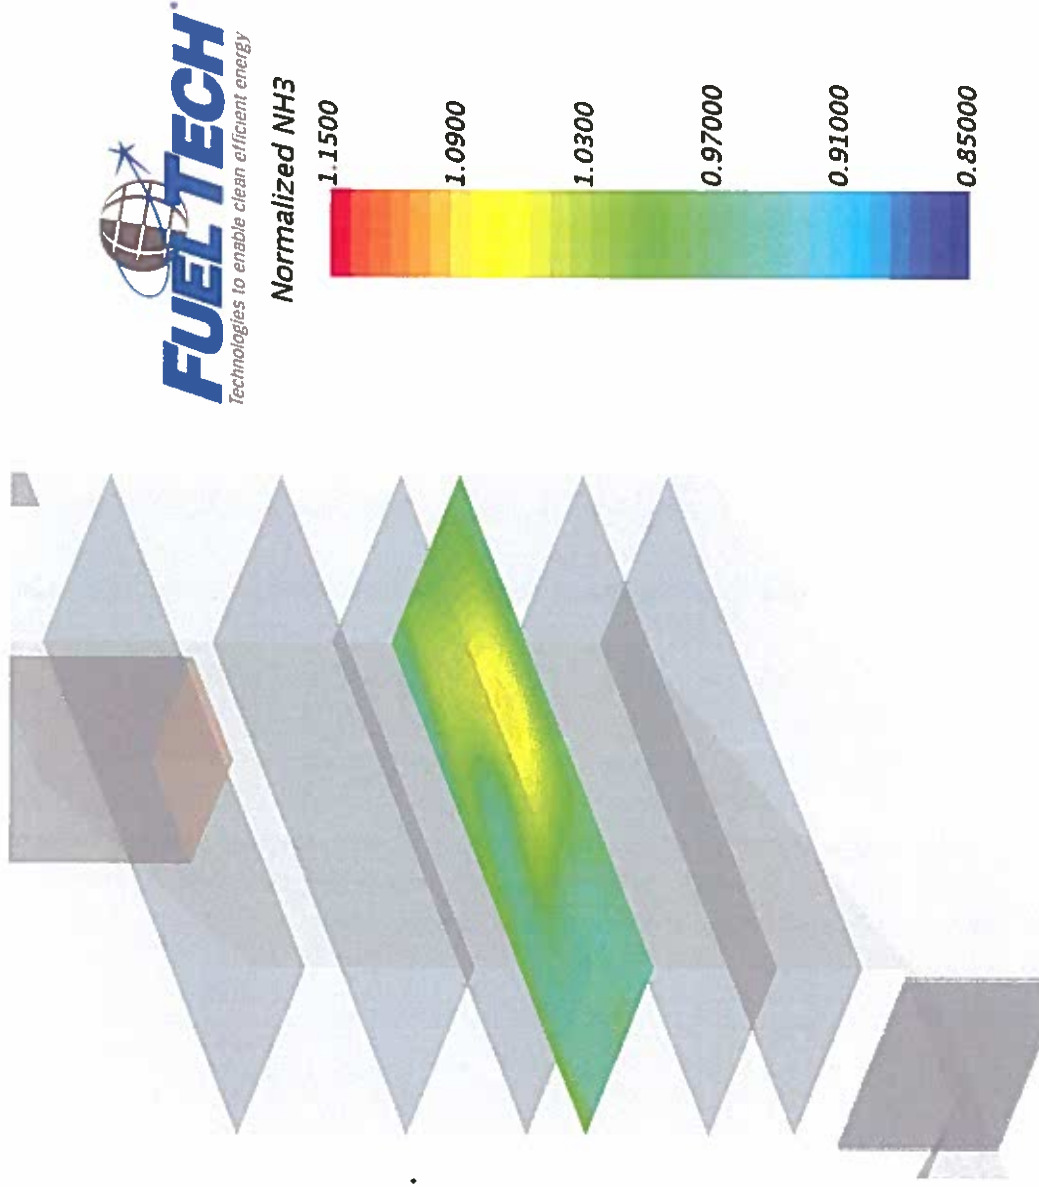 FUEL TECH
Technologies to enable clean efficient energy
Normalized NH3
1.1500
1.0900
1.0300
0.97000
0.91000
0.85000